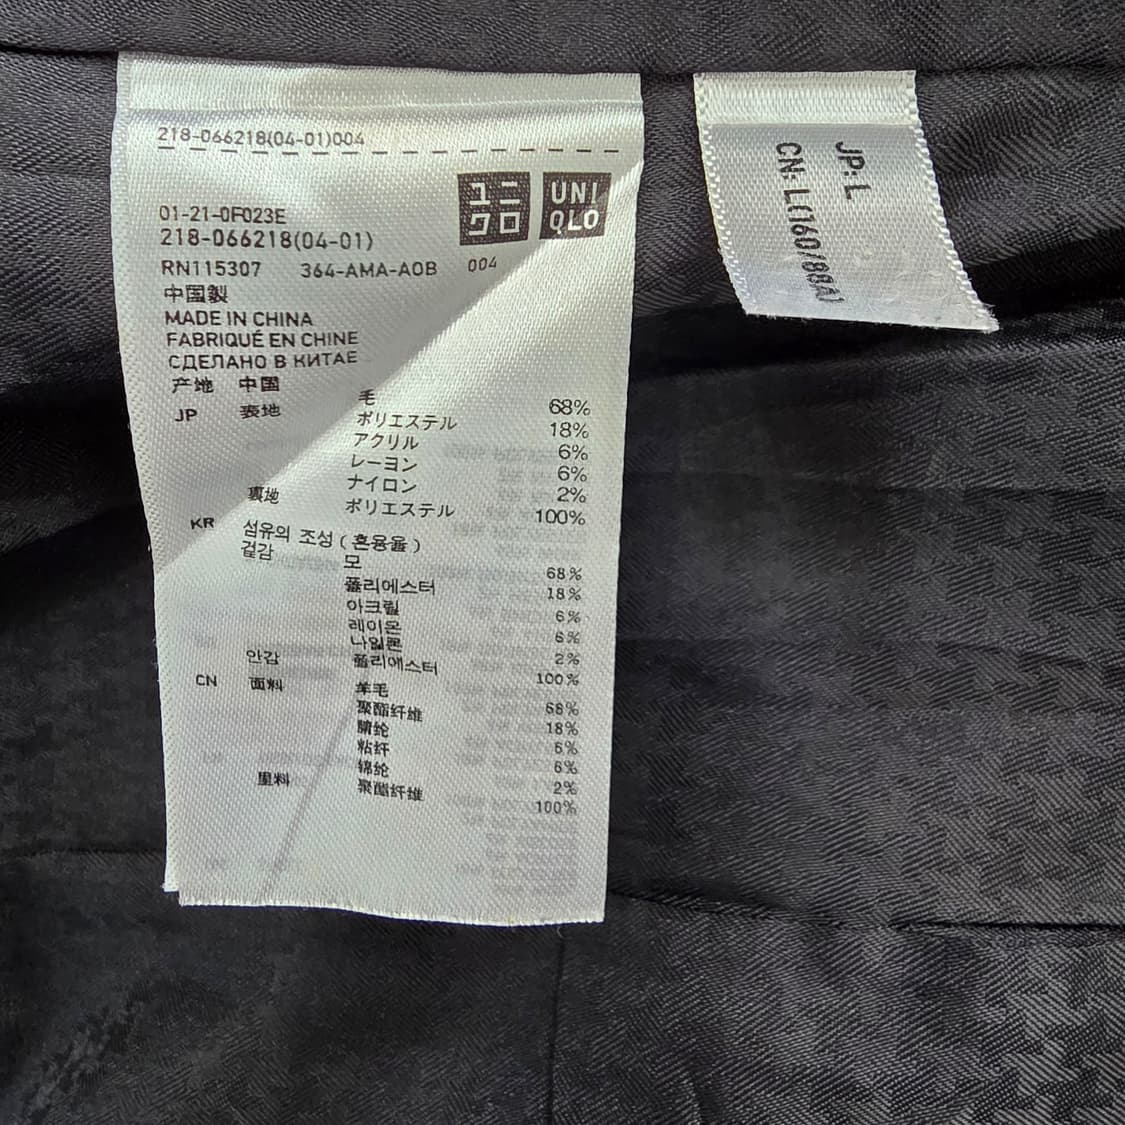 218-066218(04-01)004
ユニ
クロ
UNI
QLO
01-21-0F023E
218-066218(04-01)
RN115307 364-AMA-AOB 004
中国製
MADE IN CHINA
FABRIQUÉ EN CHINE
СДЕЛАНО В КИТАЕ
产地 中国
JP 表地 毛 68%
ポリエステル 18%
アクリル 6%
レーヨン 6%
ナイロン 2%
裏地 ポリエステル 100%
KR 섬유의 조성 ( 혼용율 )
겉감 모 68%
폴리에스터 18%
아크릴 6%
레이온 6%
나일론 2%
안감 폴리에스터 100%
CN 面料 羊毛 68%
聚酯纤维 18%
腈纶 6%
粘纤 6%
锦纶 2%
里料 聚酯纤维 100%
JP: L
CN: L(160/88A)